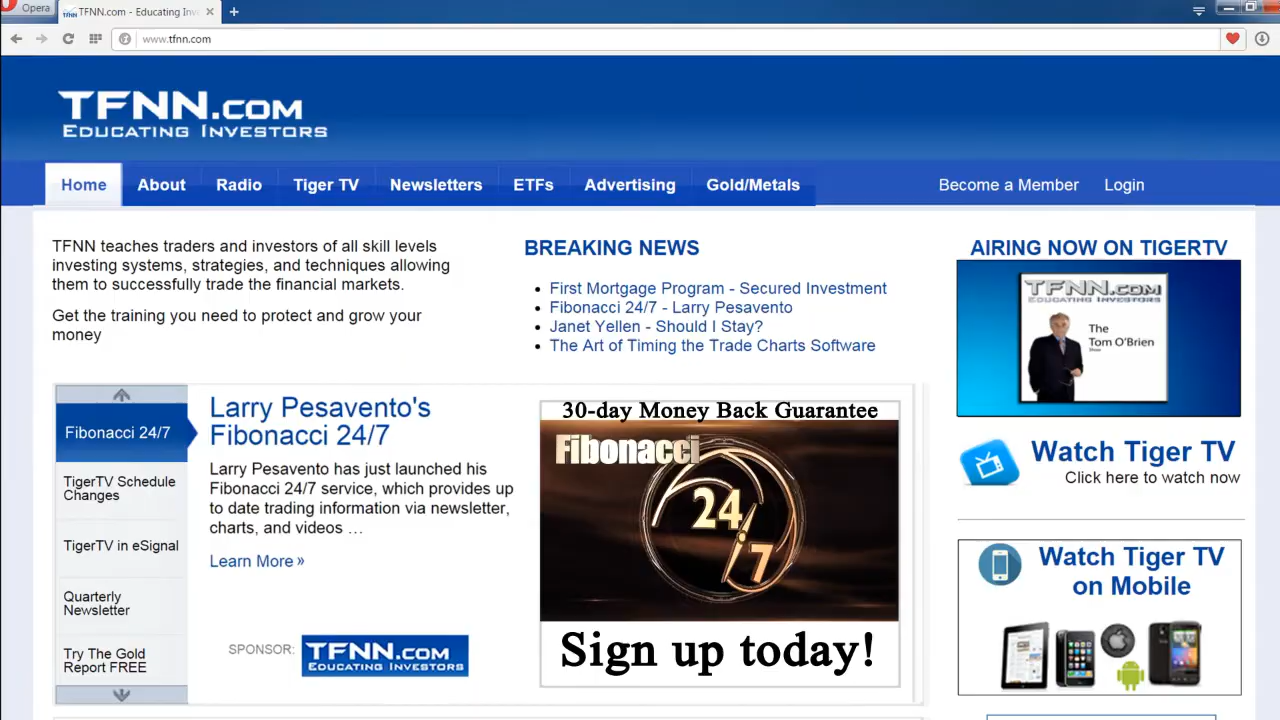 Opera
TFNN.com - Educating Inv
www.tfnn.com
TFNN.com
Educating Investors
Home
About
Radio
Tiger TV
Newsletters
ETFs
Advertising
Gold/Metals
Become a Member
Login
TFNN teaches traders and investors of all skill levels
investing systems, strategies, and techniques allowing
them to successfully trade the financial markets.
Get the training you need to protect and grow your
money
BREAKING NEWS
First Mortgage Program - Secured Investment
Fibonacci 24/7 - Larry Pesavento
Janet Yellen - Should I Stay?
The Art of Timing the Trade Charts Software
AIRING NOW ON TIGERTV
TFNN.com
Educating Investors
The
Tom O'Brien
Show
Watch Tiger TV
Click here to watch now
Watch Tiger TV
on Mobile
Fibonacci 24/7
TigerTV Schedule
Changes
TigerTV in eSignal
Quarterly
Newsletter
Try The Gold
Report FREE
Larry Pesavento's
Fibonacci 24/7
Larry Pesavento has just launched his
Fibonacci 24/7 service, which provides up
to date trading information via newsletter,
charts, and videos …
Learn More »
SPONSOR:
TFNN.com
Educating Investors
30-day Money Back Guarantee
Fibonacci
24
7
Sign up today!